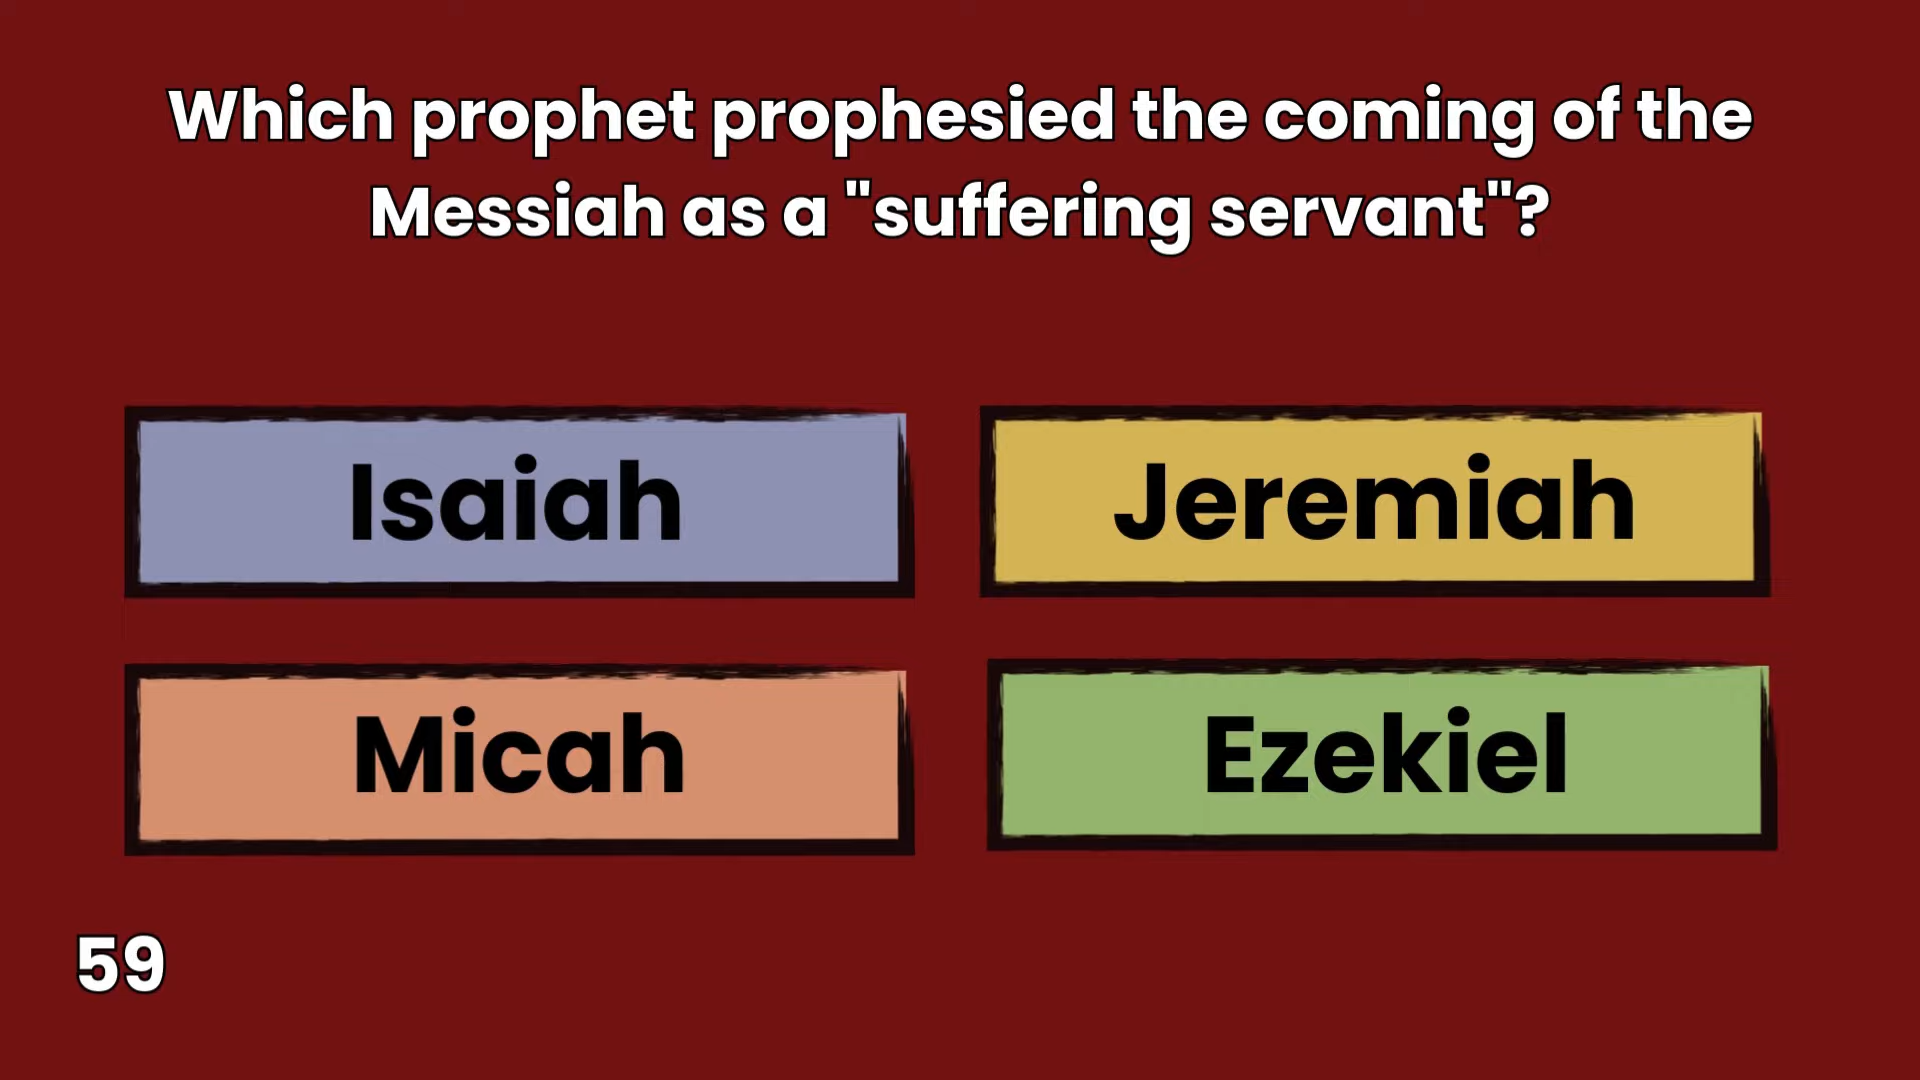 Which prophet prophesied the coming of the
Messiah as a "suffering servant"?
Isaiah
Jeremiah
Micah
Ezekiel
59